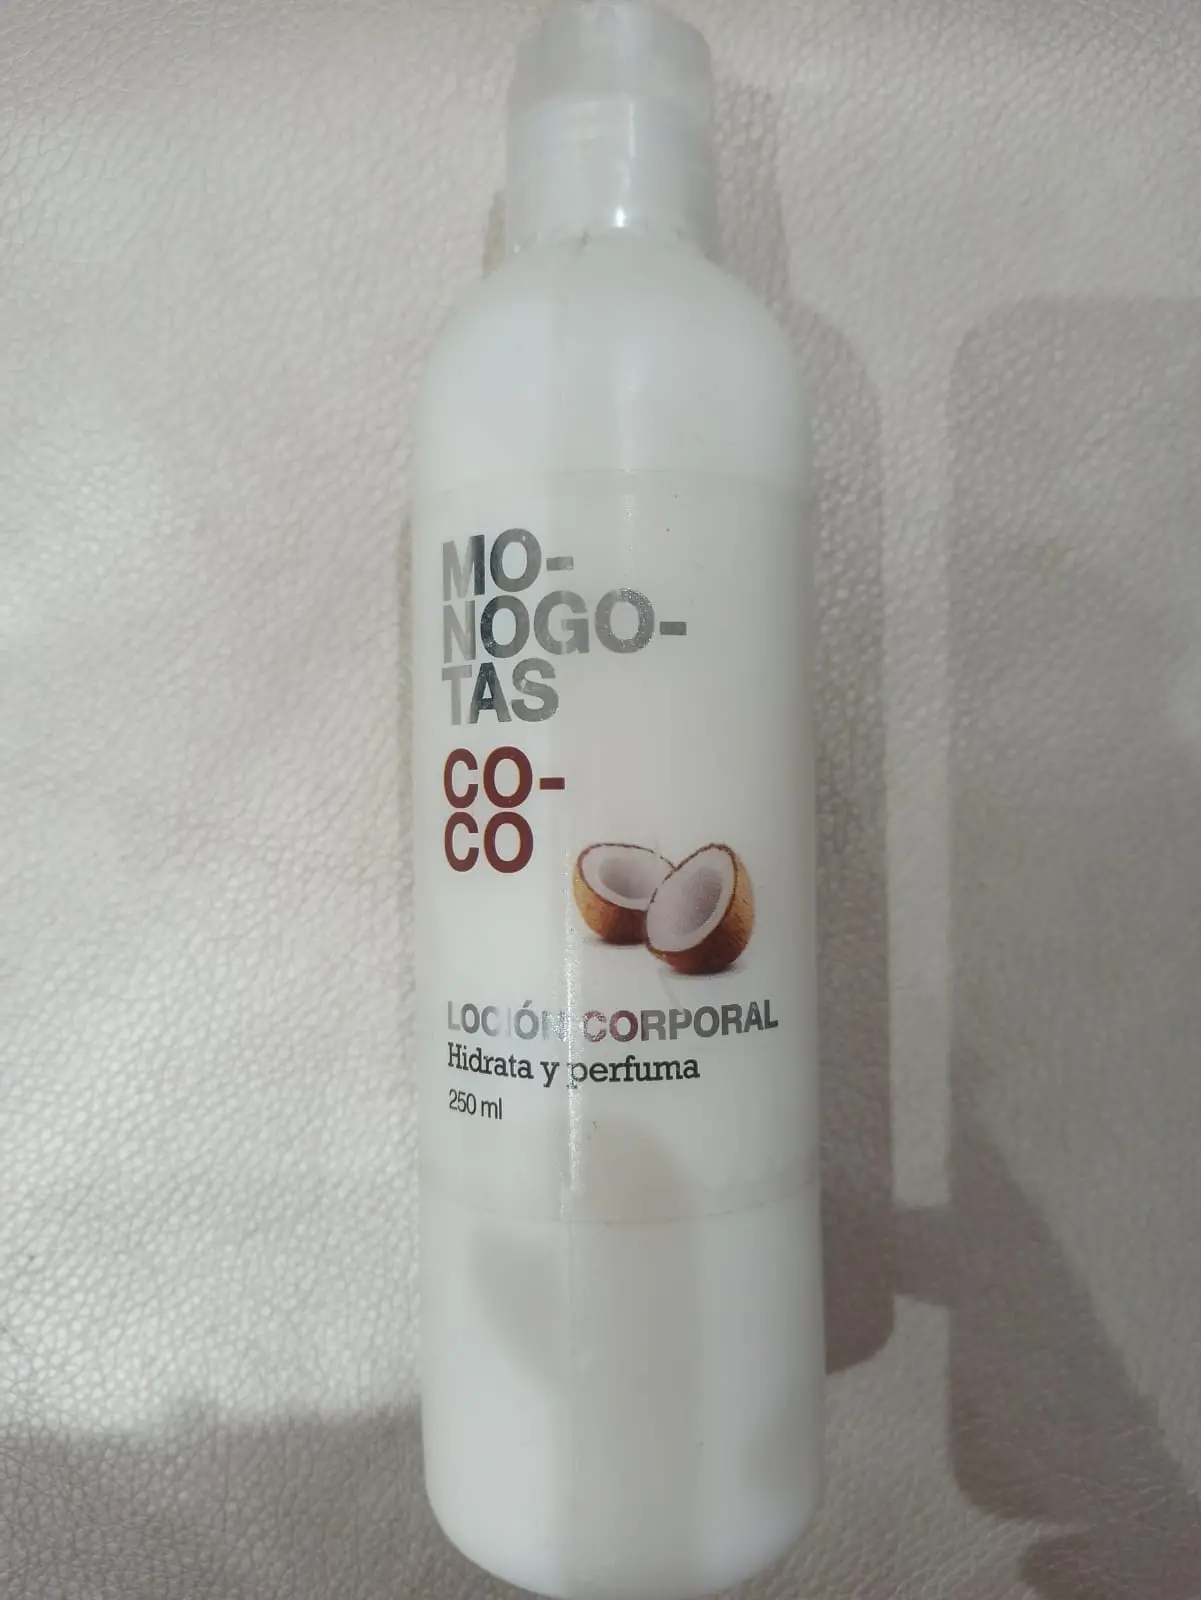 MO-
NOGO-
TAS
CO-
CO
LOCIÓN CORPORAL
Hidrata y perfuma
250 ml